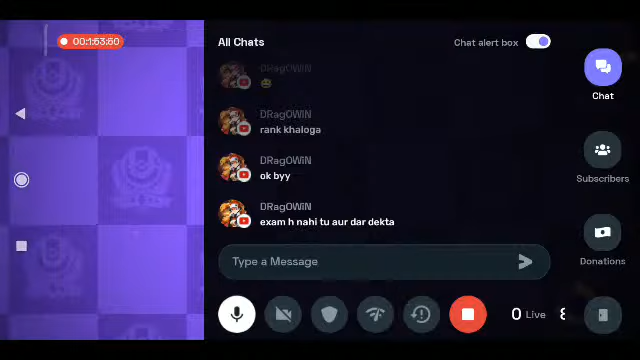 00:1:53:50
All Chats
Chat alert box
DRagOWiN
DRagOWiN
rank khaloga
Chat
DRagOWiN
ok byy
Subscribers
DRagOWiN
exam h nahi tu aur dar dekta
Type a Message
Donations
0 Live